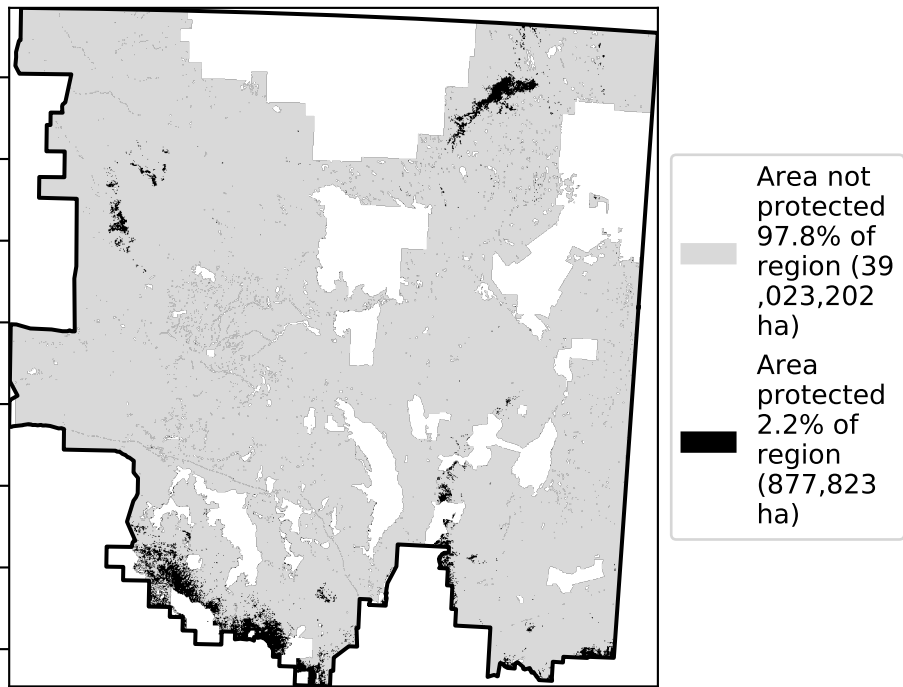 Area not
protected
97.8% of
region (39
,023,202
ha)
Area
protected
2.2% of
region
(877,823
ha)